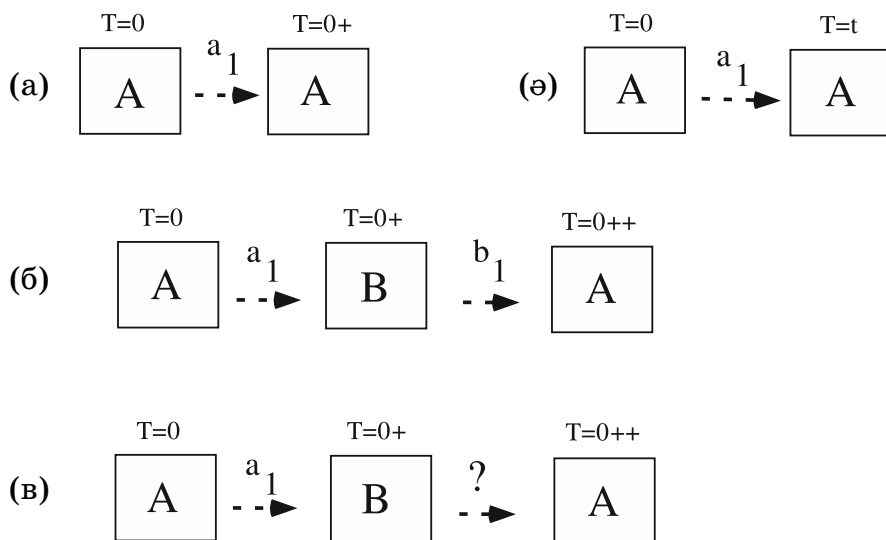 T=0 T=0+ T=0 T=t
(а) A a₁ A (ә) A a₁ A
T=0 T=0+ T=0++
(б) A a₁ B b₁ A
T=0 T=0+ T=0++
(в) A a₁ B ? A